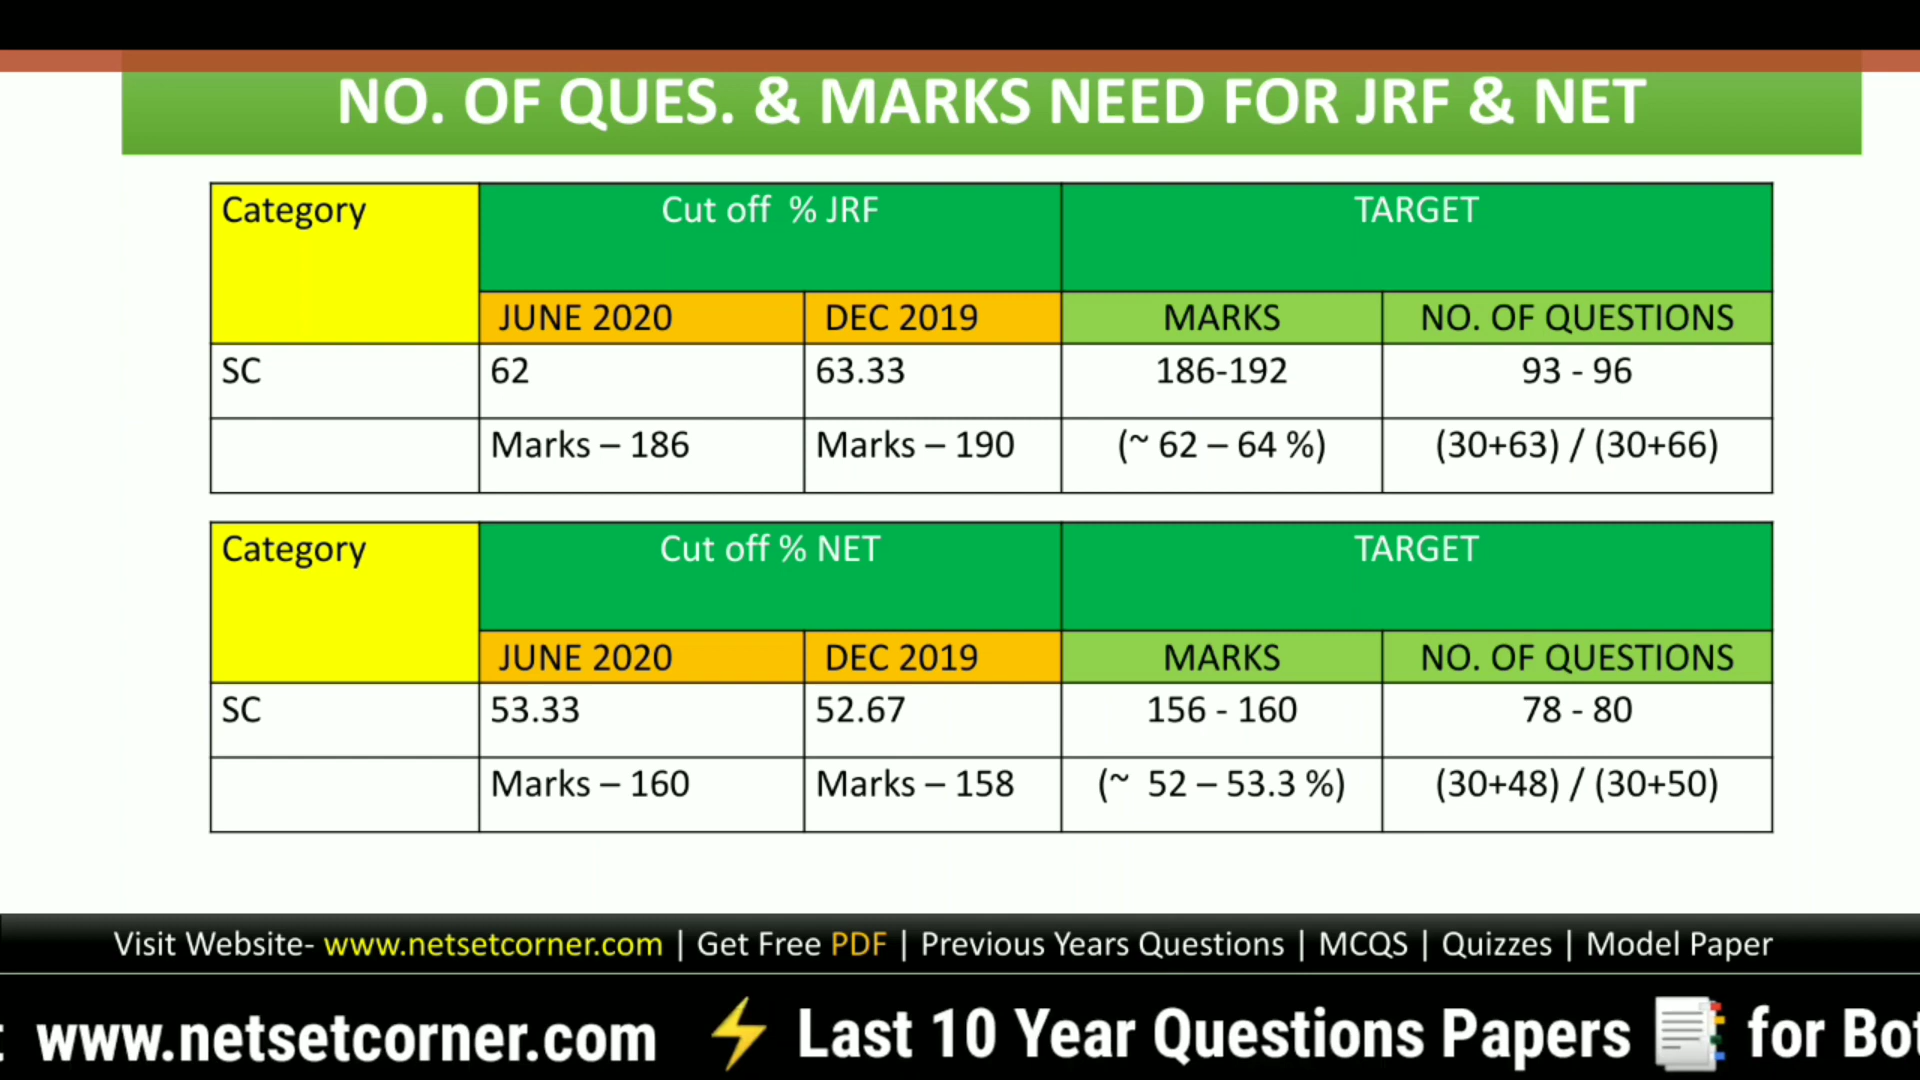 NO. OF QUES. & MARKS NEED FOR JRF & NET
Category Cut off % JRF TARGET
JUNE 2020 DEC 2019 MARKS NO. OF QUESTIONS
SC 62 63.33 186-192 93 - 96
Marks – 186 Marks – 190 (~ 62 – 64 %) (30+63) / (30+66)
Category Cut off % NET TARGET
JUNE 2020 DEC 2019 MARKS NO. OF QUESTIONS
SC 53.33 52.67 156 - 160 78 - 80
Marks – 160 Marks – 158 (~ 52 – 53.3 %) (30+48) / (30+50)
Visit Website- www.netsetcorner.com | Get Free PDF | Previous Years Questions | MCQS | Quizzes | Model Paper
www.netsetcorner.com ⚡ Last 10 Year Questions Papers 📑 for